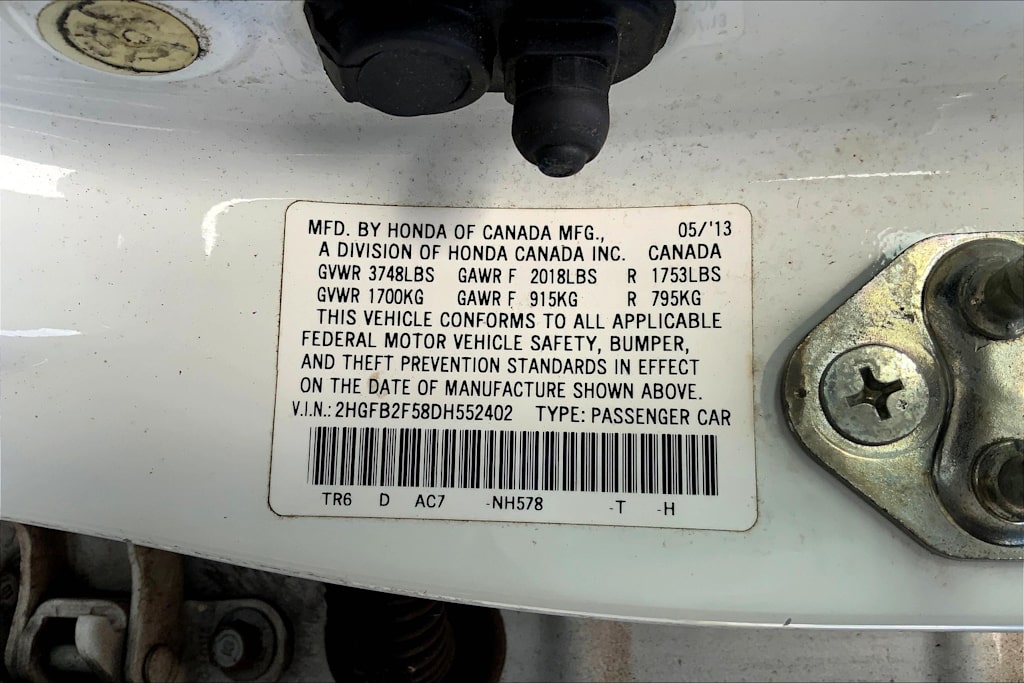 MFD. BY HONDA OF CANADA MFG., 05/'13
A DIVISION OF HONDA CANADA INC. CANADA
GVWR 3748LBS GAWR F 2018LBS R 1753LBS
GVWR 1700KG GAWR F 915KG R 795KG
THIS VEHICLE CONFORMS TO ALL APPLICABLE
FEDERAL MOTOR VEHICLE SAFETY, BUMPER,
AND THEFT PREVENTION STANDARDS IN EFFECT
ON THE DATE OF MANUFACTURE SHOWN ABOVE.
V.I.N.: 2HGFB2F58DH552402 TYPE: PASSENGER CAR
TR6 D AC7 -NH578 -T -H